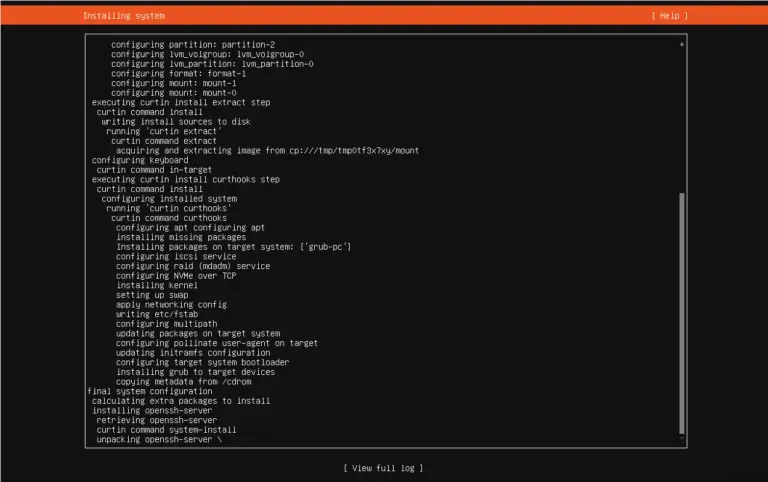 Installing system
[ Help ]
configuring partition: partition-2
configuring lvm_volgroup: lvm_volgroup-0
configuring lvm_partition: lvm_partition-0
configuring format: format-1
configuring mount: mount-1
configuring mount: mount-0
executing curtin install extract step
curtin command install
writing install sources to disk
running 'curtin extract'
curtin command extract
acquiring and extracting image from cp:///tmp/tmp0tf3x7xy/mount
configuring keyboard
curtin command in-target
executing curtin install curthooks step
curtin command install
configuring installed system
running 'curtin curthooks'
curtin command curthooks
configuring apt configuring apt
installing missing packages
Installing packages on target system: ['grub-pc']
configuring iscsi service
configuring raid (mdadm) service
configuring NVMe over TCP
installing kernel
setting up swap
apply networking config
writing etc/fstab
configuring multipath
updating packages on target system
configuring pollinate user-agent on target
updating initramfs configuration
configuring target system bootloader
installing grub to target devices
copying metadata from /cdrom
final system configuration
calculating extra packages to install
installing openssh-server
retrieving openssh-server
curtin command system-install
unpacking openssh-server \
[ View full log ]